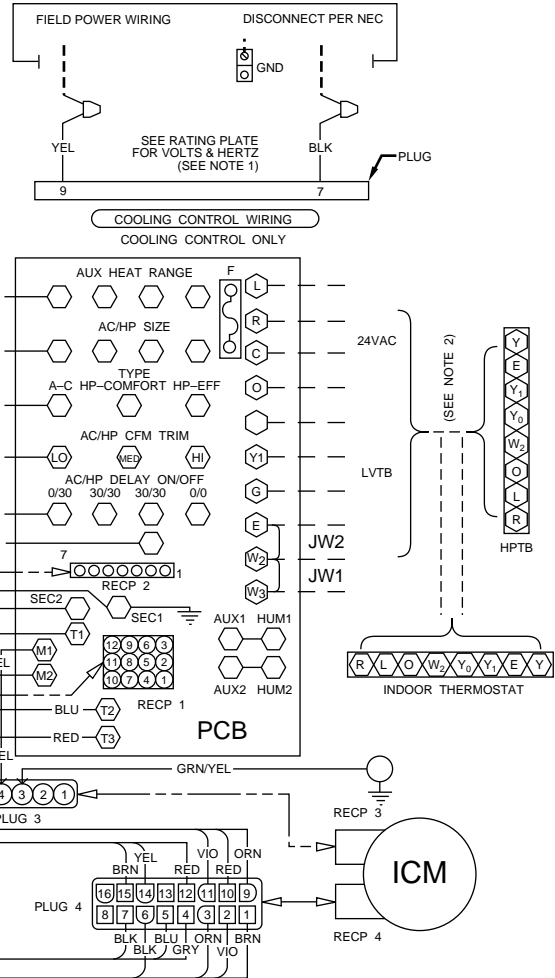 FIELD POWER WIRING
DISCONNECT PER NEC
GND
YEL
SEE RATING PLATE
FOR VOLTS & HERTZ
(SEE NOTE 1)
BLK
PLUG
9
7
COOLING CONTROL WIRING
COOLING CONTROL ONLY
AUX HEAT RANGE
F
L
R
AC/HP SIZE
C
24VAC
TYPE
A–C HP–COMFORT HP–EFF
O
(SEE NOTE 2)
Y
E
Y1
Y0
W2
O
L
R
HPTB
AC/HP CFM TRIM
LO
MED
HI
Y1
LVTB
AC/HP DELAY ON/OFF
0/30 30/30 30/30 0/0
G
E
JW2
W2
JW1
W3
7
1
RECP 2
SEC2
SEC1
T1
AUX1 HUM1
M1
M2
12 9 6 3
11 8 5 2
10 7 4 1
RECP 1
AUX2 HUM2
BLU
T2
RED
T3
PCB
R L O W2 Y0 Y1 E Y
INDOOR THERMOSTAT
EL
EL
GRN/YEL
4 3 2 1
PLUG 3
RECP 3
ICM
RECP 4
BRN YEL RED VIO RED ORN
PLUG 4
16 15 14 13 12 11 10 9
8 7 6 5 4 3 2 1
BLK BLK BLU GRY ORN VIO BRN